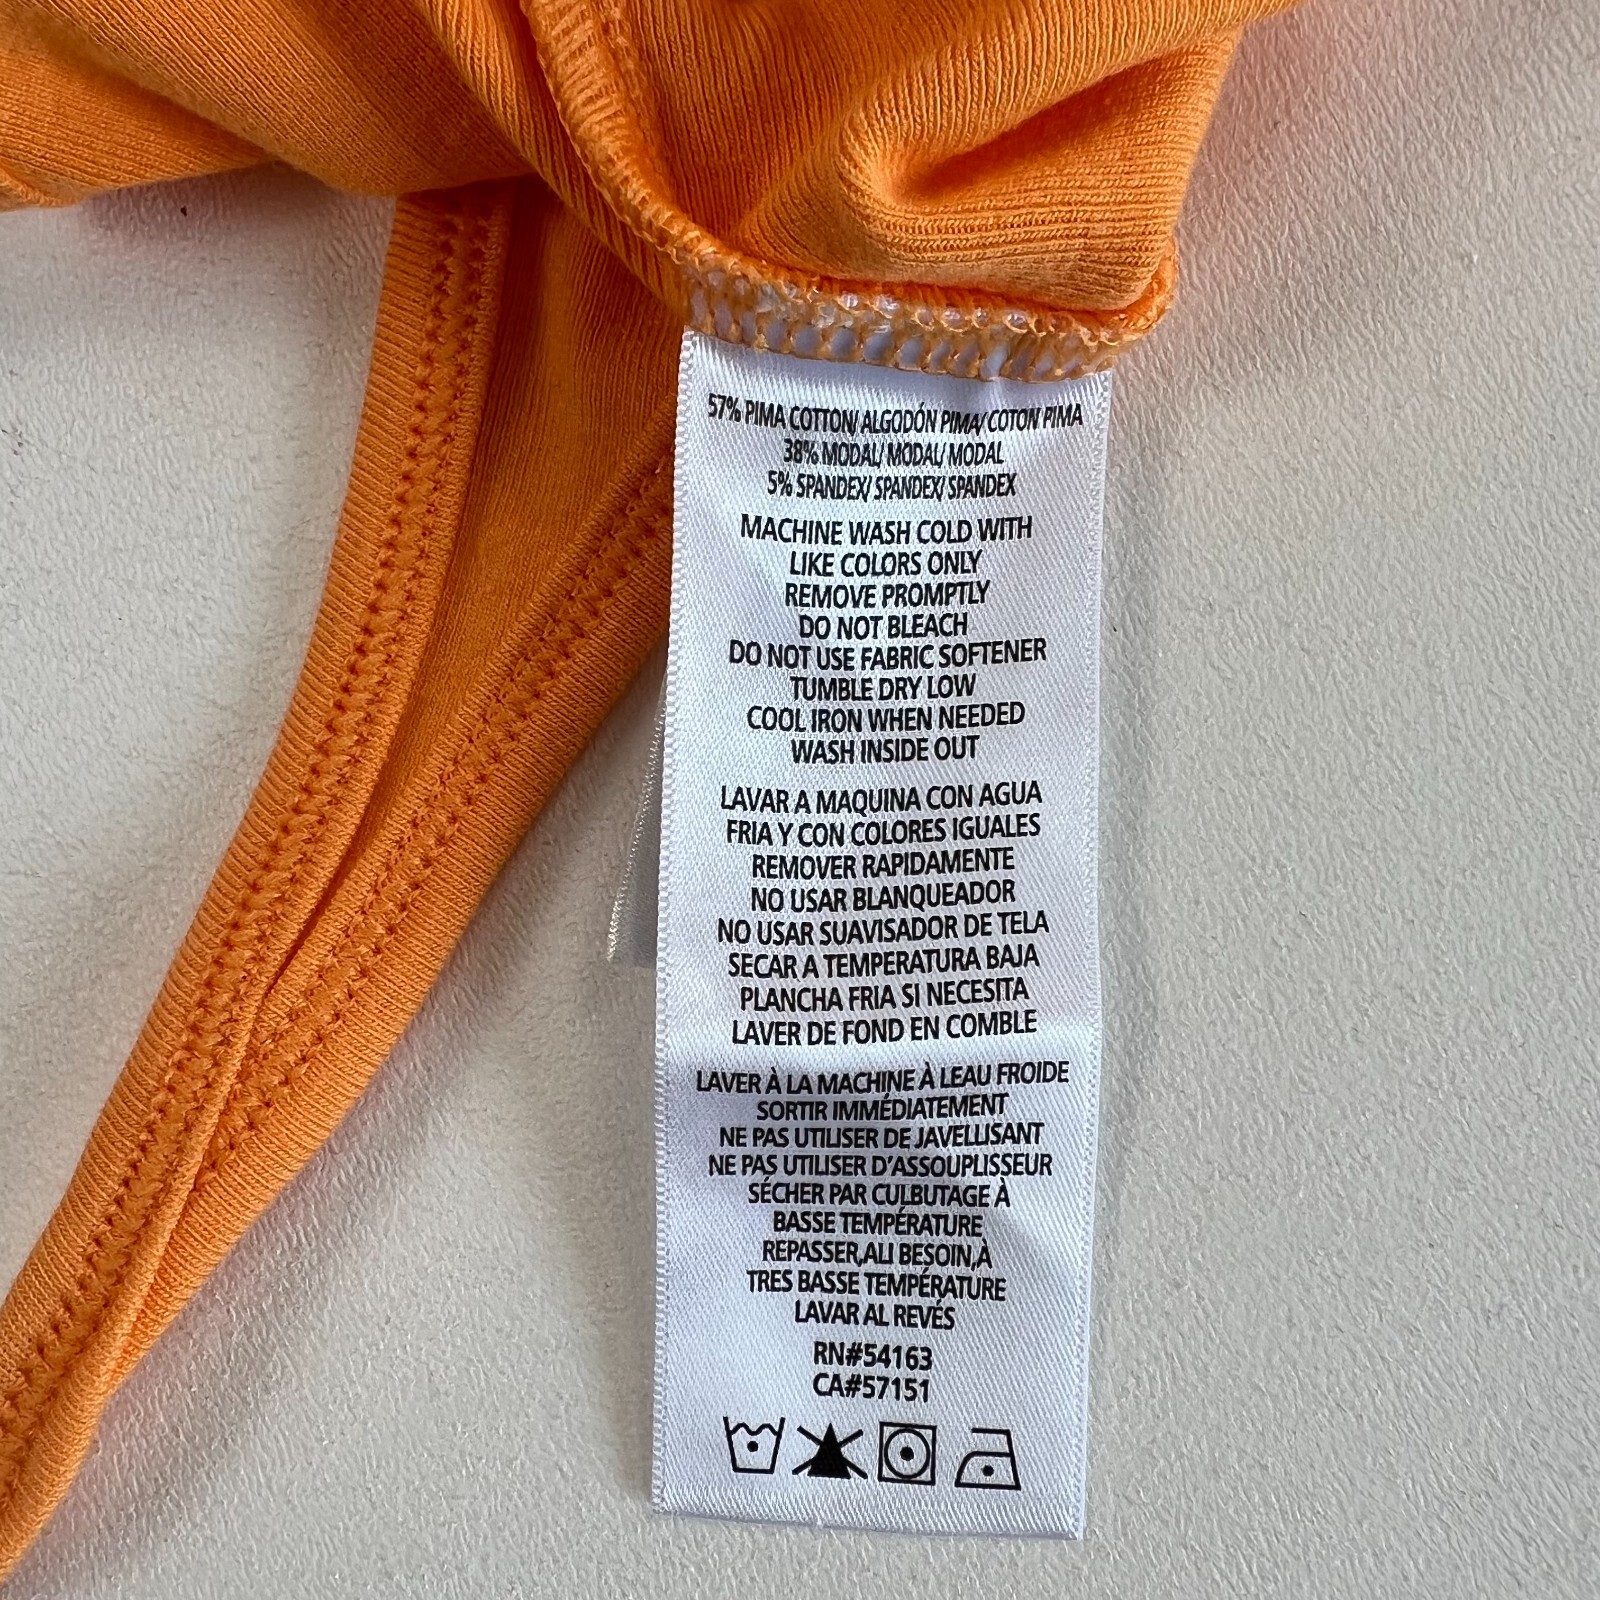 57% PIMA COTTON/ ALGODÓN PIMA/ COTON PIMA
38% MODAL/ MODAL/ MODAL
5% SPANDEX/ SPANDEX/ SPANDEX
MACHINE WASH COLD WITH
LIKE COLORS ONLY
REMOVE PROMPTLY
DO NOT BLEACH
DO NOT USE FABRIC SOFTENER
TUMBLE DRY LOW
COOL IRON WHEN NEEDED
WASH INSIDE OUT
LAVAR A MAQUINA CON AGUA
FRIA Y CON COLORES IGUALES
REMOVER RAPIDAMENTE
NO USAR BLANQUEADOR
NO USAR SUAVISADOR DE TELA
SECAR A TEMPERATURA BAJA
PLANCHA FRIA SI NECESITA
LAVER DE FOND EN COMBLE
LAVER À LA MACHINE À LEAU FROIDE
SORTIR IMMÉDIATEMENT
NE PAS UTILISER DE JAVELLISANT
NE PAS UTILISER D'ASSOUPLISSEUR
SÉCHER PAR CULBUTAGE À
BASSE TEMPÉRATURE
REPASSER,ALI BESOIN,À
TRES BASSE TEMPÉRATURE
LAVAR AL REVÉS
RN#54163
CA#57151